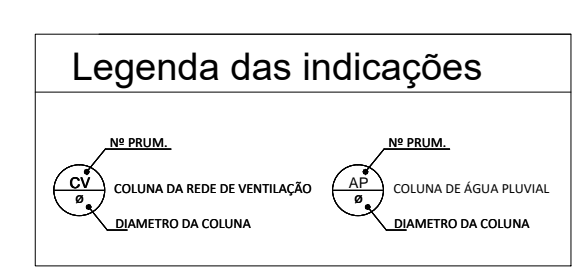 Legenda das indicações
Nº PRUM.
CV
ø
COLUNA DA REDE DE VENTILAÇÃO
DIAMETRO DA COLUNA
Nº PRUM.
AP
ø
COLUNA DE ÁGUA PLUVIAL
DIAMETRO DA COLUNA